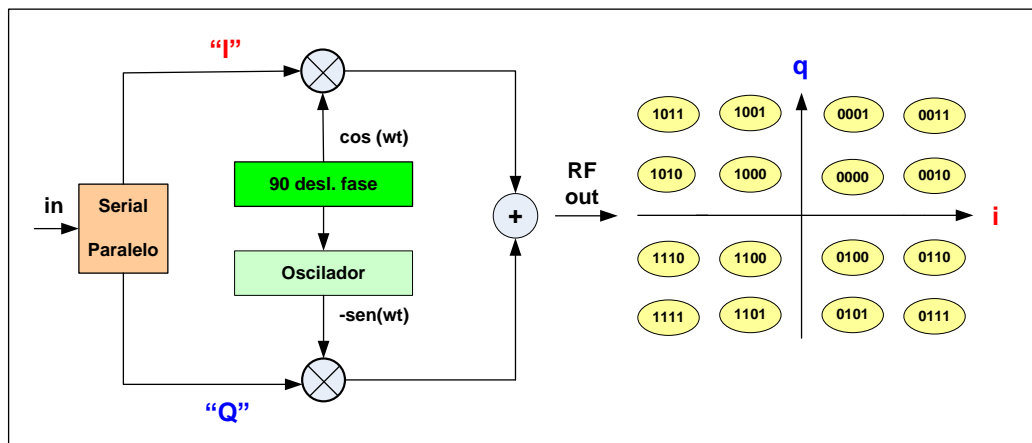 “I”
cos (wt)
90 desl. fase
in
Serial
Paralelo
Oscilador
-sen(wt)
“Q”
+
RF
out
q
1011 1001 0001 0011
1010 1000 0000 0010
i
1110 1100 0100 0110
1111 1101 0101 0111